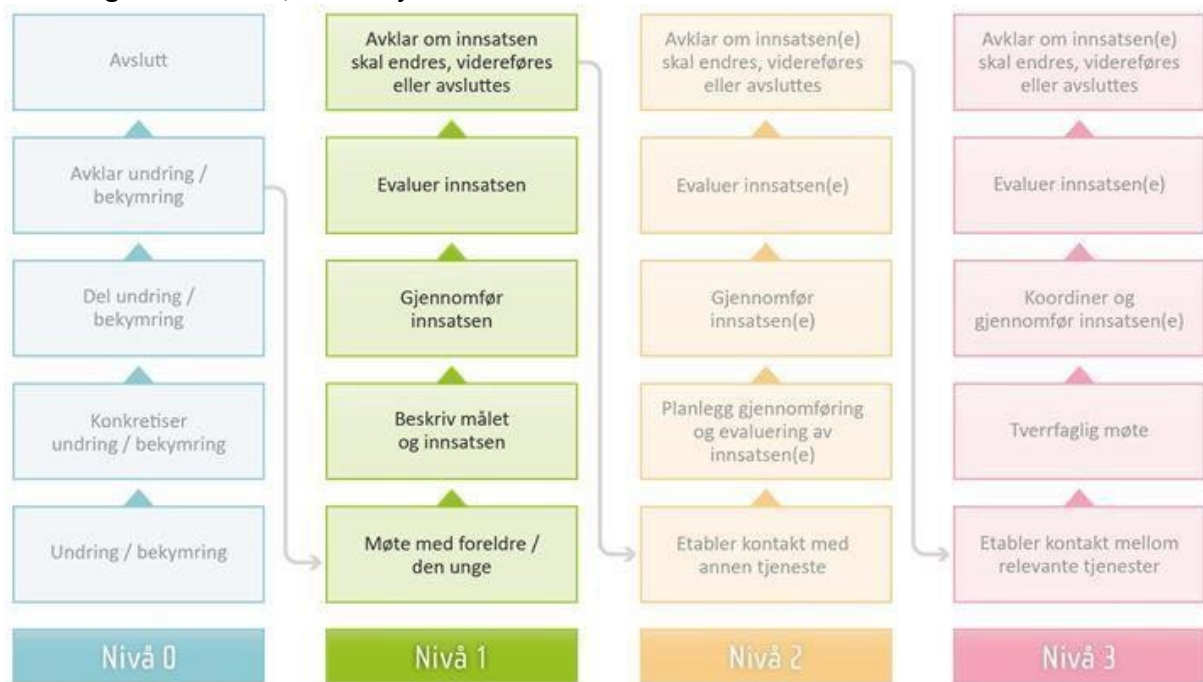 Avslutt
Avklar undring /
bekymring
Del undring /
bekymring
Konkretiser
undring / bekymring
Undring / bekymring
Nivå 0
Avklar om innsatsen
skal endres, videreføres
eller avsluttes
Evaluer innsatsen
Gjennomfør
innsatsen
Beskriv målet
og innsatsen
Møte med foreldre /
den unge
Nivå 1
Avklar om innsatsen(e)
skal endres, videreføres
eller avsluttes
Evaluer innsatsen(e)
Gjennomfør
innsatsen(e)
Planlegg gjennomføring
og evaluering av
innsatsen(e)
Etabler kontakt med
annen tjeneste
Nivå 2
Avklar om innsatsen(e)
skal endres, videreføres
eller avsluttes
Evaluer innsatsen(e)
Koordiner og
gjennomfør innsatsen(e)
Tverrfaglig møte
Etabler kontakt mellom
relevante tjenester
Nivå 3